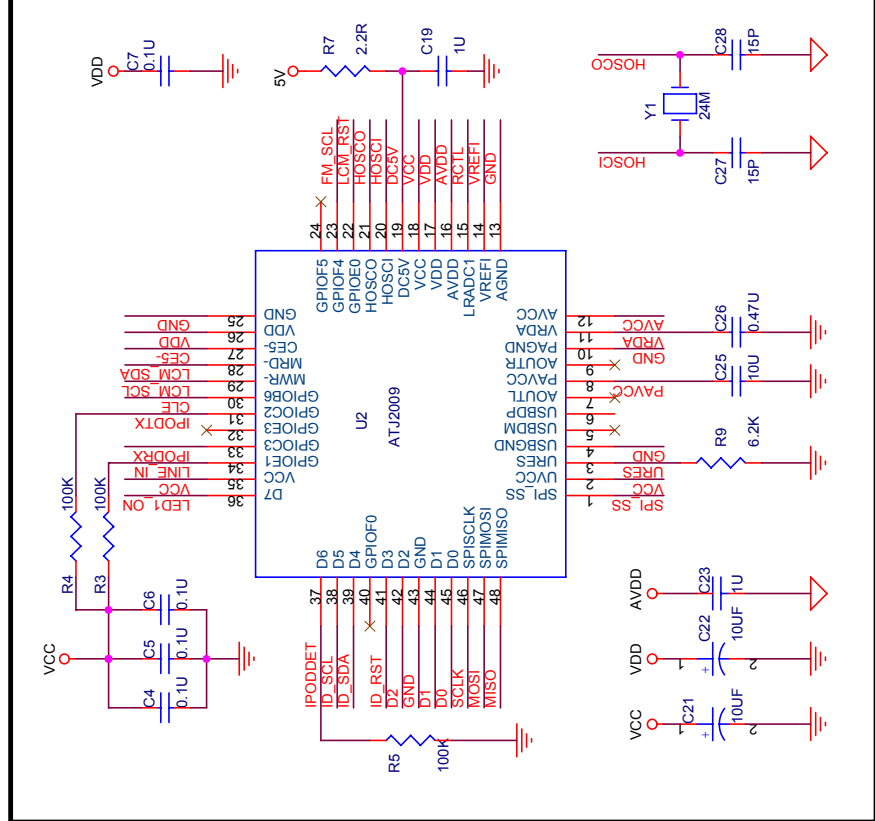 VDD
C7
0.1U
5V
R7
2.2R
C19
1U
HOSCO
C28
15P
Y1
24M
HOSCI
C27
15P
FM_SCL
LCM_RST
HOSCO
HOSCI
DC5V
VCC
VDD
AVDD
RCTL
VREFI
GND
24
23
22
21
20
19
18
17
16
15
14
13
GPIOF5
GPIOF4
GPIOE0
HOSCO
HOSCI
DC5V
VCC
VDD
AVDD
LRADC1
VREFI
AGND
GND
VDD
CE5-
LCM_SDA
LCM_SCL
CLE
IPODTX
IPODRX
LINE_IN
VCC
LED1_ON
25
26
27
28
29
30
31
32
33
34
35
36
GND
VDD
CE5-
MRD-
MWR-
GPIOB6
GPIOC2
GPIOE3
GPIOC3
GPIOE1
VCC
D7
U2
ATJ2009
AVCC
VRDA
PAGND
AOUTR
PAVCC
AOUTL
USBDP
USBDM
USBGND
URES
UVCC
SPI_SS
12
11
10
9
8
7
6
5
4
3
2
1
AVCC
VRDA
GND
PAVCC
GND
URES
VCC
SPI_SS
C26
0.47U
C25
10U
R9
6.2K
D6
D5
D4
GPIOF0
D3
D2
GND
D1
D0
SPISCLK
SPIMOSI
SPIMISO
37
38
39
40
41
42
43
44
45
46
47
48
IPODDET
ID_SCL
ID_SDA
ID_RST
D2
GND
D1
D0
SCLK
MOSI
MISO
R4
100K
R3
100K
VCC
C6
0.1U
C5
0.1U
C4
0.1U
R5
100K
AVDD
C23
1U
VDD
1
+
C22
10UF
2
VCC
1
+
C21
10UF
2